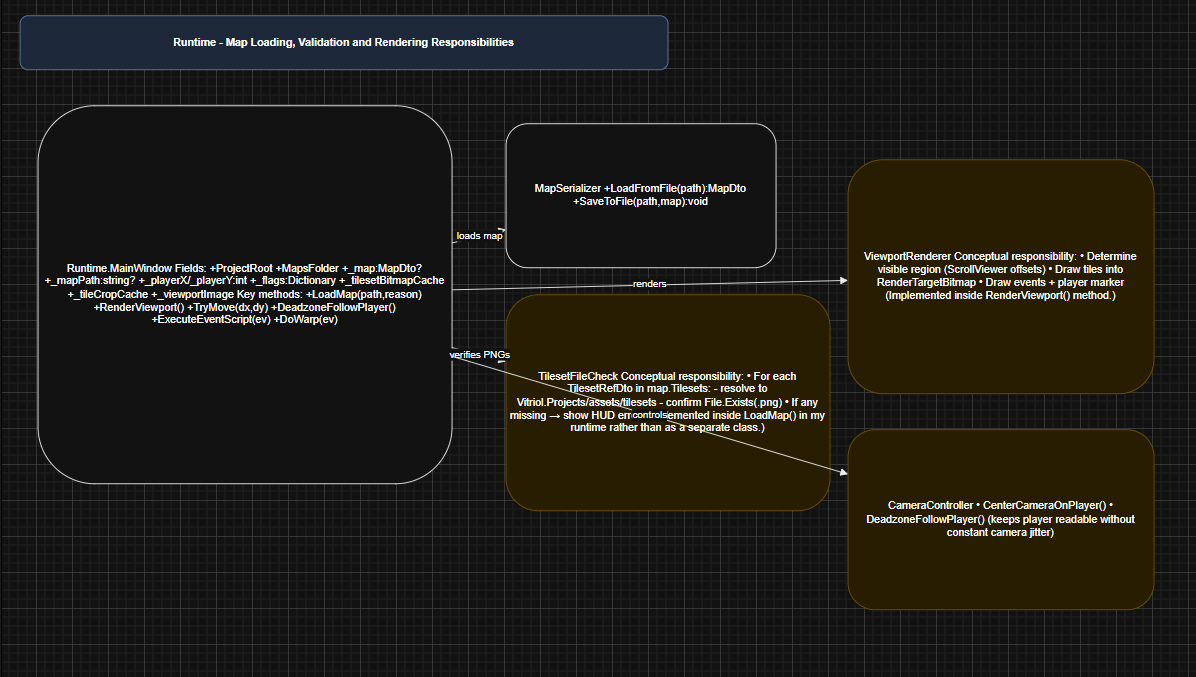 Runtime - Map Loading, Validation and Rendering Responsibilities
Runtime.MainWindow Fields: +ProjectRoot +MapsFolder +_map:MapDto?
+_mapPath:string? +_playerX/_playerY:int +_flags:Dictionary +_tilesetBitmapCache
+_tileCropCache +_viewportImage Key methods: +LoadMap(path,reason)
+RenderViewport() +TryMove(dx,dy) +DeadzoneFollowPlayer()
+ExecuteEventScript(ev) +DoWarp(ev)
loads map
MapSerializer +LoadFromFile(path):MapDto
+SaveToFile(path,map):void
renders
ViewportRenderer Conceptual responsibility: • Determine
visible region (ScrollViewer offsets) • Draw tiles into
RenderTargetBitmap • Draw events + player marker
(Implemented inside RenderViewport() method.)
verifies PNGs
TilesetFileCheck Conceptual responsibility: • For each
TilesetRefDto in map.Tilesets: - resolve to
Vitriol.Projects/assets/tilesets - confirm File.Exists(.png) • If any
missing → show HUD inside LoadMap() in my
runtime rather than as a separate class.)
controls
CameraController • CenterCameraOnPlayer() •
DeadzoneFollowPlayer() (keeps player readable without
constant camera jitter)